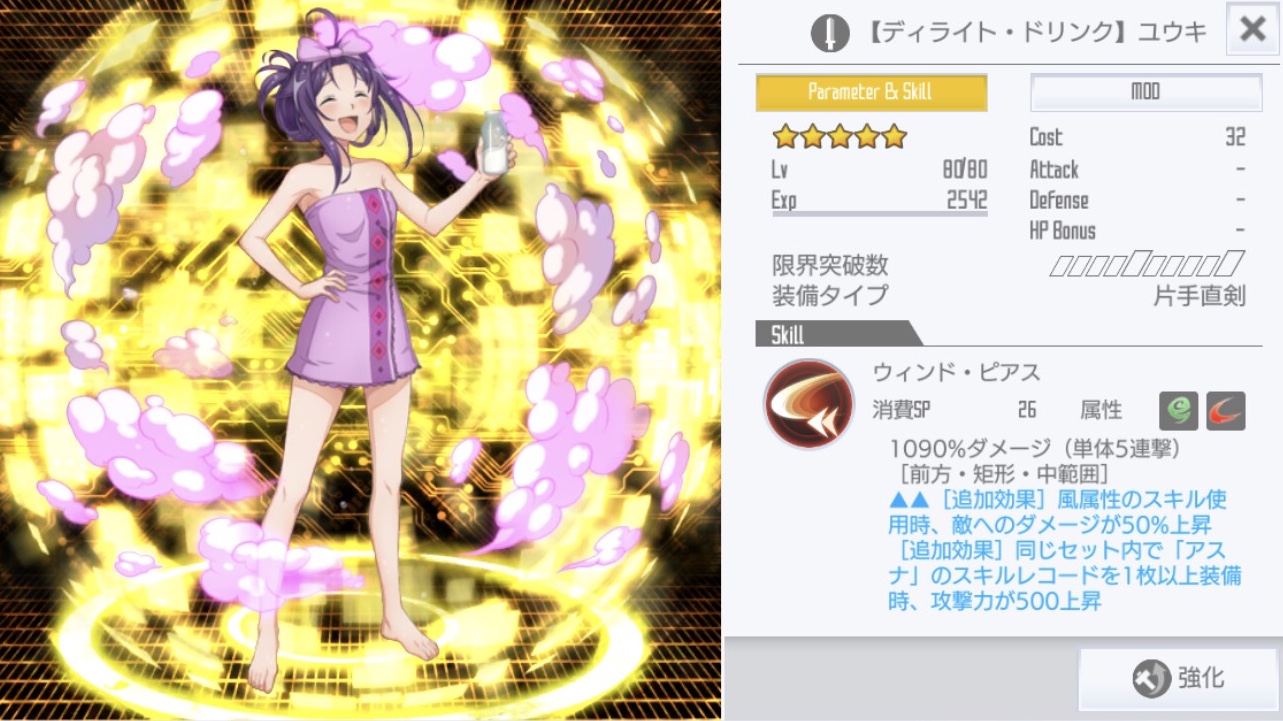 【ディライト・ドリンク】ユウキ
Parameter & Skill
MOD
Lv 80/80
Exp 2542
Cost 32
Attack -
Defense -
HP Bonus -
限界突破数
装備タイプ 片手直剣
Skill
ウィンド・ピアス
消費SP 26 属性
1090%ダメージ（単体5連撃）
［前方・矩形・中範囲］
▲▲［追加効果］風属性のスキル使
用時、敵へのダメージが50%上昇
［追加効果］同じセット内で「アス
ナ」のスキルレコードを1枚以上装備
時、攻撃力が500上昇
強化